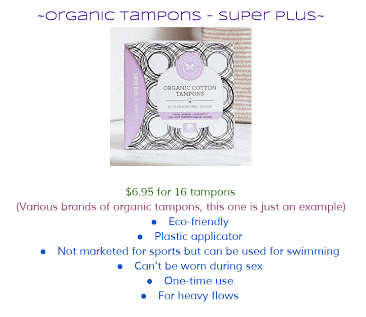 ~Organic Tampons - Super Plus~
ORGANIC COTTON
TAMPONS
$6.95 for 16 tampons
(Various brands of organic tampons, this one is just an example)
● Eco-friendly
● Plastic applicator
● Not marketed for sports but can be used for swimming
● Can't be worn during sex
● One-time use
● For heavy flows